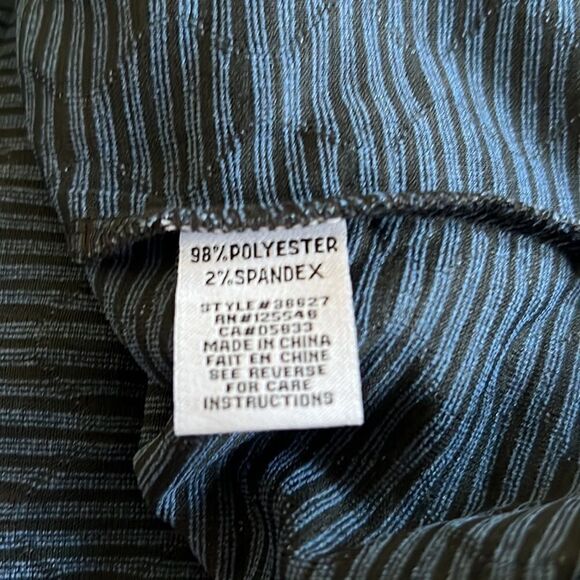 98% POLYESTER
2% SPANDEX
STYLE#38627
RN#125546
CA#05833
MADE IN CHINA
FAIT EN CHINE
SEE REVERSE
FOR CARE
INSTRUCTIONS